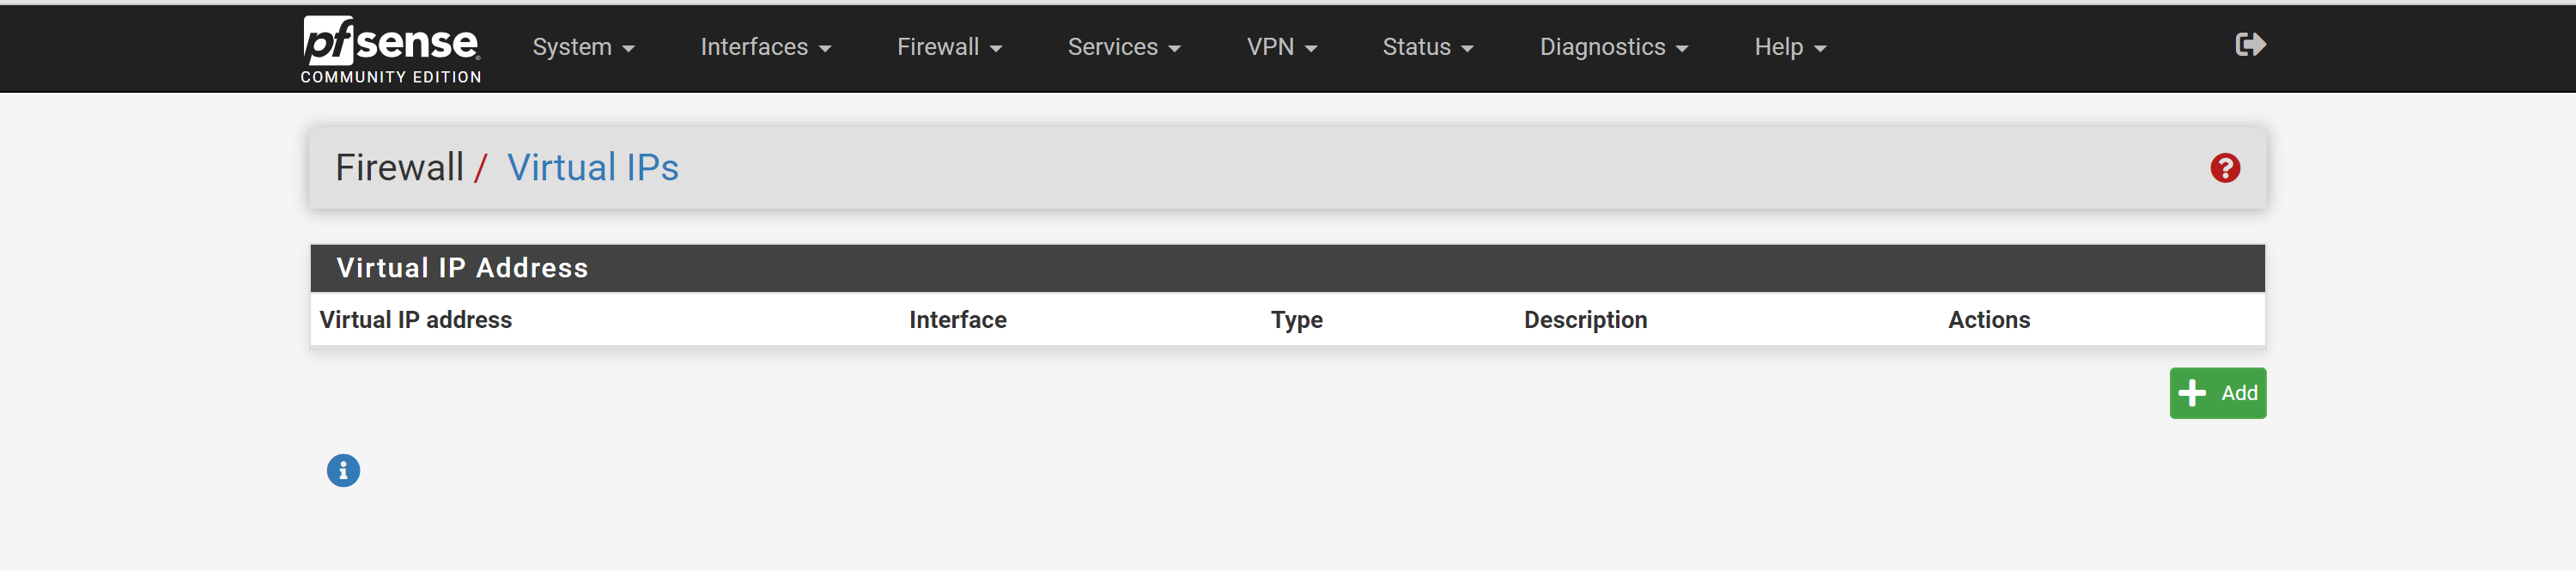 pfsense
COMMUNITY EDITION
System Interfaces Firewall Services VPN Status Diagnostics Help
Firewall / Virtual IPs
Virtual IP Address
Virtual IP address Interface Type Description Actions
Add